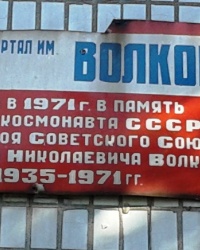 РТАЛ ИМ. ВОЛКО
В 1971 Г. В ПАМЯТЬ
КОСМОНАВТА СССР
ОЯ СОВЕТСКОГО СОЮ
НИКОЛАЕВИЧА ВОЛК
1935-1971 ГГ.